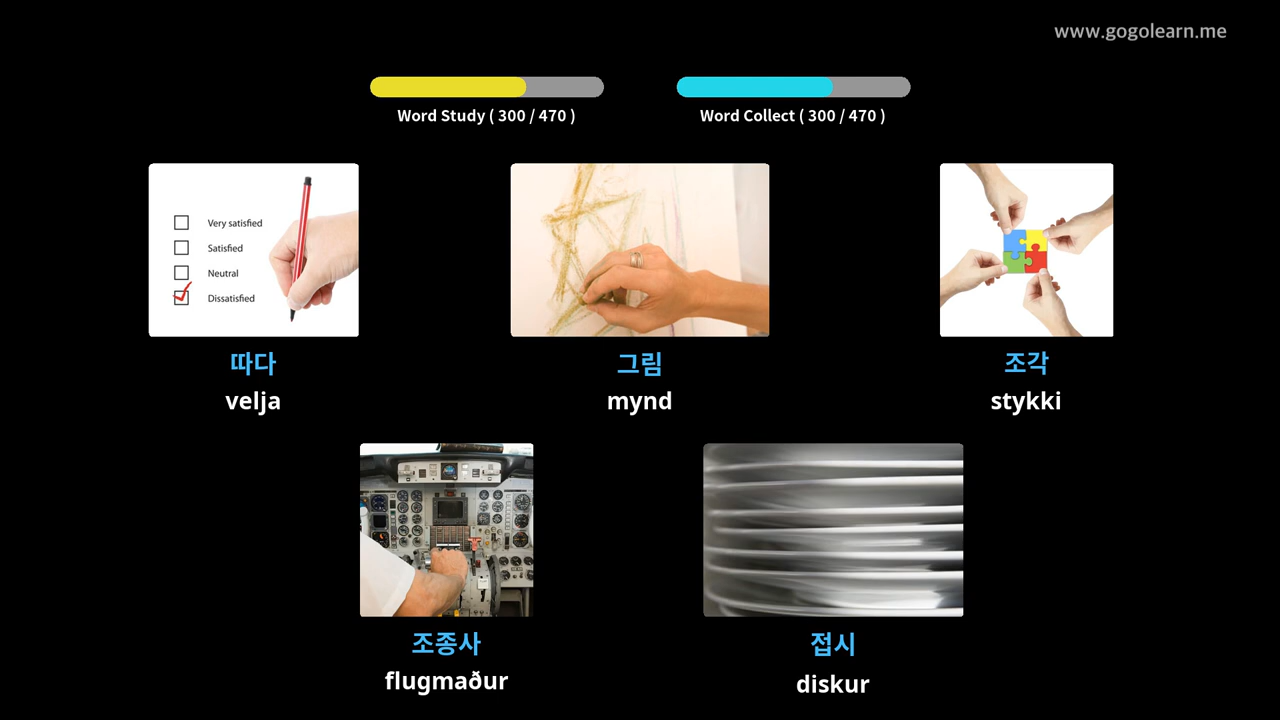 www.gogolearn.me
Word Study ( 300 / 470 )
Word Collect ( 300 / 470 )
Very satisfied
Satisfied
Neutral
Dissatisfied
따다
velja
그림
mynd
조각
stykki
조종사
flugmaður
접시
diskur